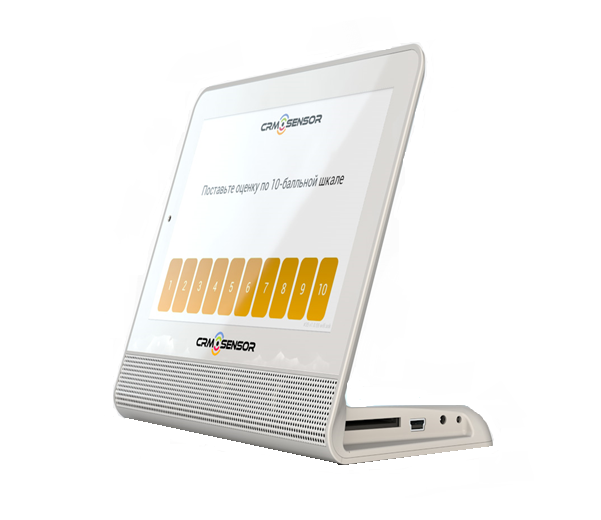 CRM SENSOR
Поставьте оценку по 10-балльной шкале
1 2 3 4 5 6 7 8 9 10
CRM SENSOR